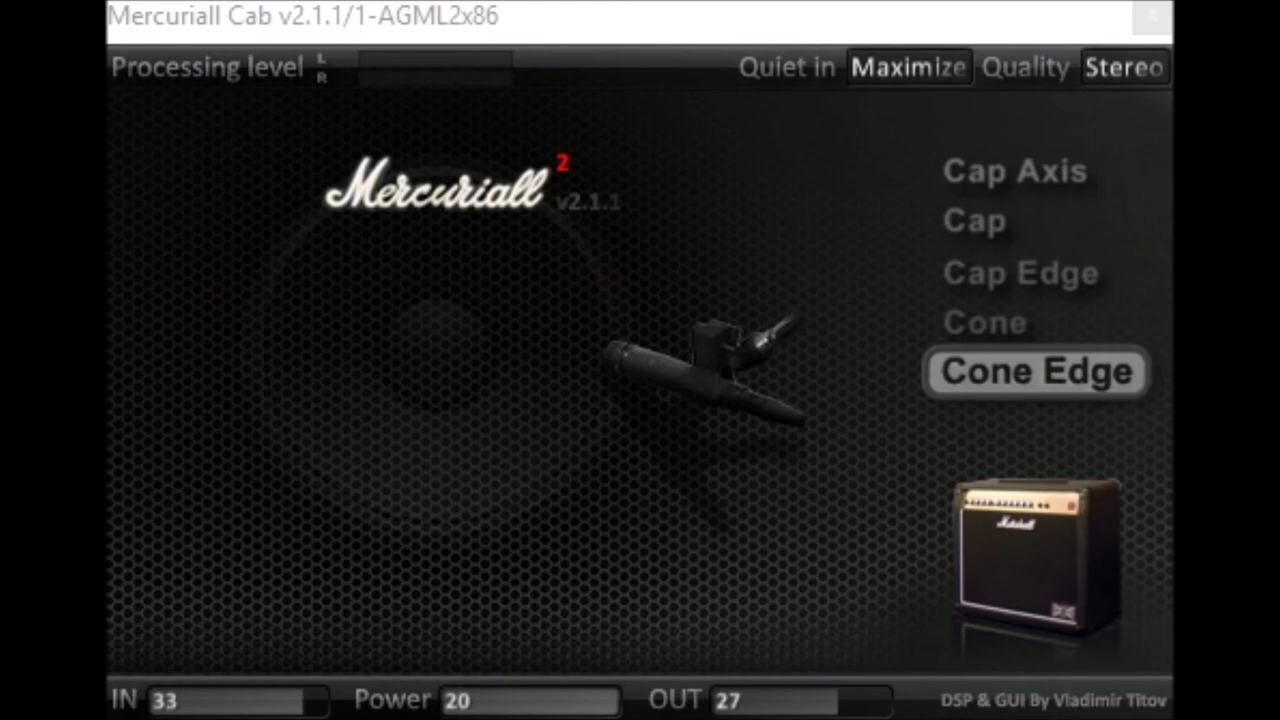 Mercuriall Cab v2.1.1/1-AGML2x86
Processing level L R Quiet in Maximize Quality Stereo
Mercuriall 2
v2.1.1
Cap Axis
Cap
Cap Edge
Cone
Cone Edge
Marshall
IN 33 Power 20 OUT 27 DSP & GUI By Vladimir Titov